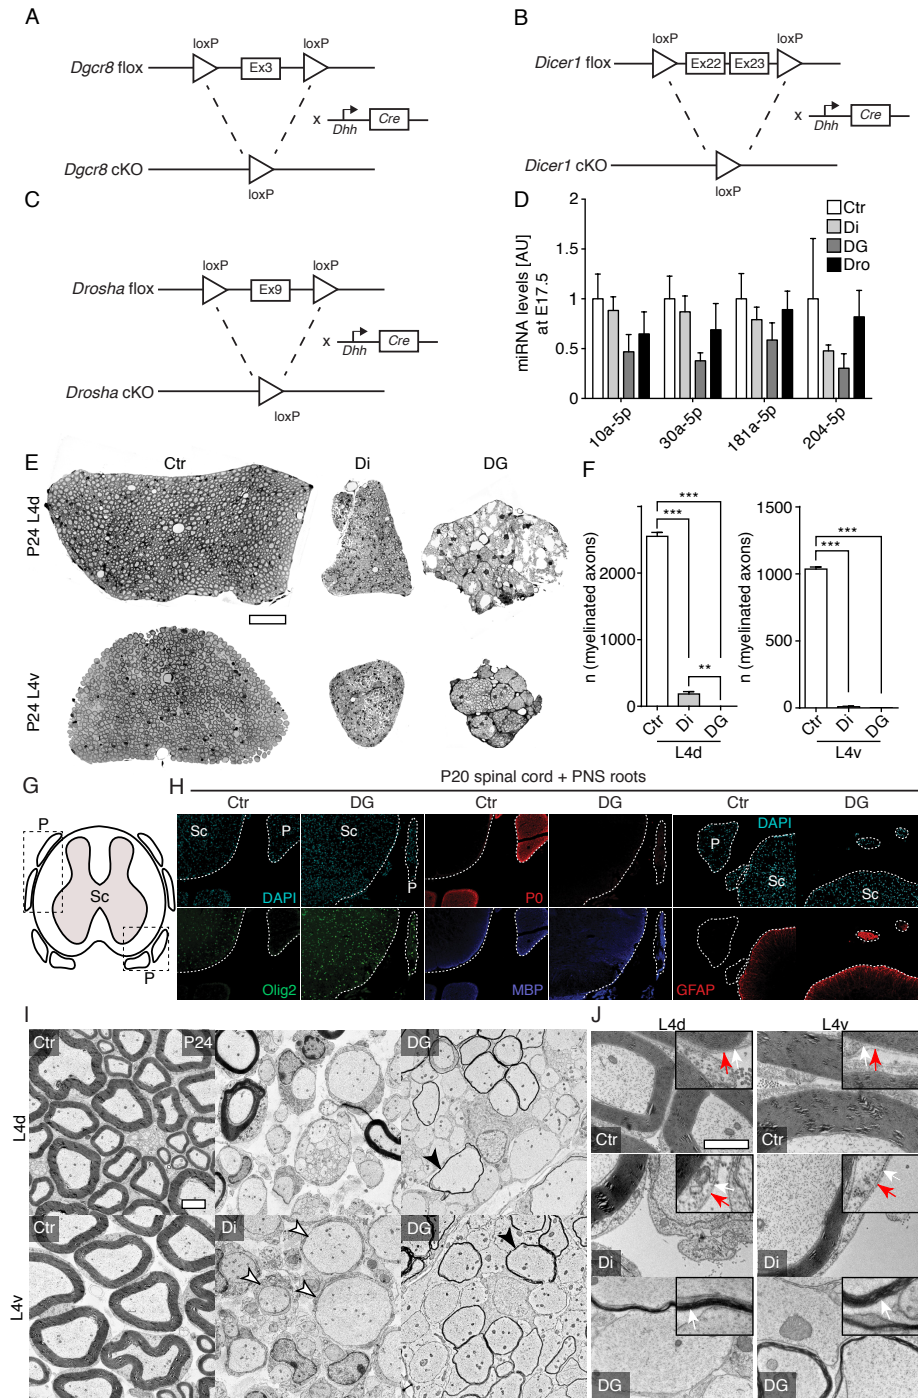 A
loxP
loxP
Dgcr8 flox
Ex3
x
Dhh
Cre
Dgcr8 cKO
loxP
B
loxP
loxP
Dicer1 flox
Ex22
Ex23
x
Dhh
Cre
Dicer1 cKO
loxP
C
loxP
loxP
Drosha flox
Ex9
x
Dhh
Cre
Drosha cKO
loxP
D
miRNA levels [AU]
at E17.5
2
1.5
1
0.5
0
Ctr
Di
DG
Dro
10a-5p
30a-5p
181a-5p
204-5p
E
Ctr
Di
DG
P24 L4d
P24 L4v
F
n (myelinated axons)
2000
1000
0
***
***
**
Ctr
Di
DG
L4d
n (myelinated axons)
1500
1000
500
0
***
***
Ctr
Di
DG
L4v
G
P
Sc
P
H
P20 spinal cord + PNS roots
Ctr
DG
Ctr
DG
Ctr
DG
Sc
P
DAPI
Sc
P
P0
DAPI
P
Sc
Sc
Olig2
MBP
GFAP
I
Ctr
P24
DG
L4d
Ctr
Di
DG
L4v
J
L4d
L4v
Ctr
Ctr
Di
Di
DG
DG